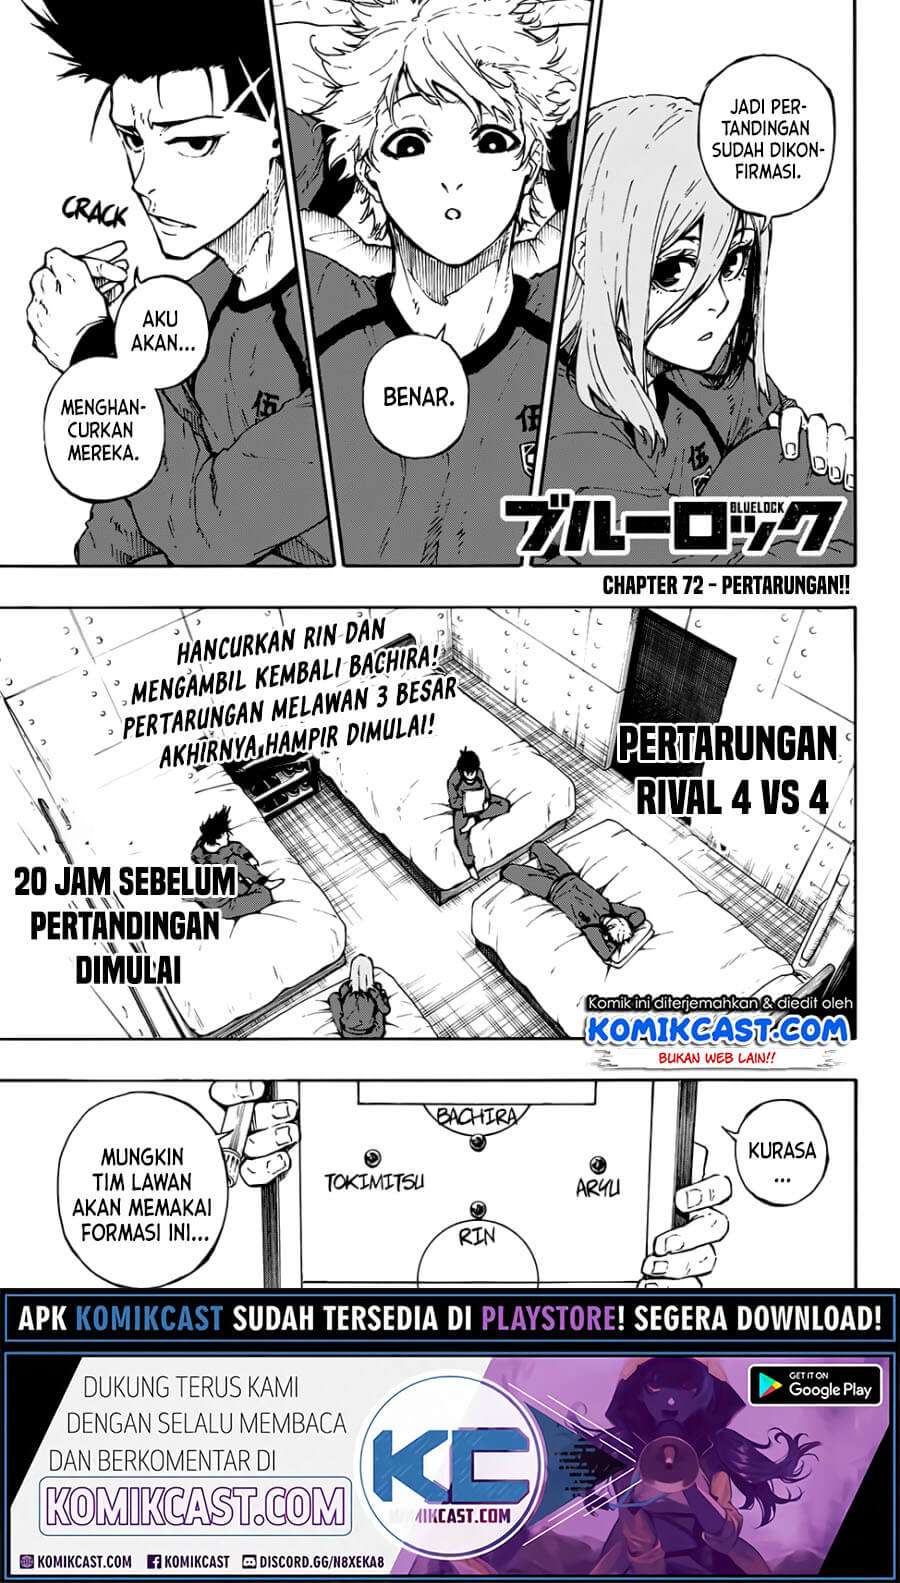 JADI PER-
TANDINGAN
SUDAH DIKON-
FIRMASI.
BENAR.
CRACK
AKU
AKAN...
MENGHAN-
CURKAN
MEREKA.
伍
伍
ブルーロック
BLUELOCK
CHAPTER 72 - PERTARUNGAN!!
HANCURKAN RIN DAN
MENGAMBIL KEMBALI BACHIRA!
PERTARUNGAN MELAWAN 3 BESAR
AKHIRNYA HAMPIR DIMULAI!
PERTARUNGAN
RIVAL 4 VS 4
20 JAM SEBELUM
PERTANDINGAN
DIMULAI
Komik ini diterjemahkan & diedit oleh
KOMIKCAST.COM
BUKAN WEB LAIN!!
KURASA
...
MUNGKIN
TIM LAWAN
AKAN MEMAKAI
FORMASI INI...
BACHIRA
TOKIMITSU
ARYU
RIN
APK KOMIKCAST SUDAH TERSEDIA DI PLAYSTORE! SEGERA DOWNLOAD!
DUKUNG TERUS KAMI
DENGAN SELALU MEMBACA
DAN BERKOMENTAR DI
KOMIKCAST.COM
KC
KOMIKCAST.COM
GET IT ON
Google Play
KOMIKCAST.COM
KOMIKCAST
DISCORD.GG/N8XEKA8